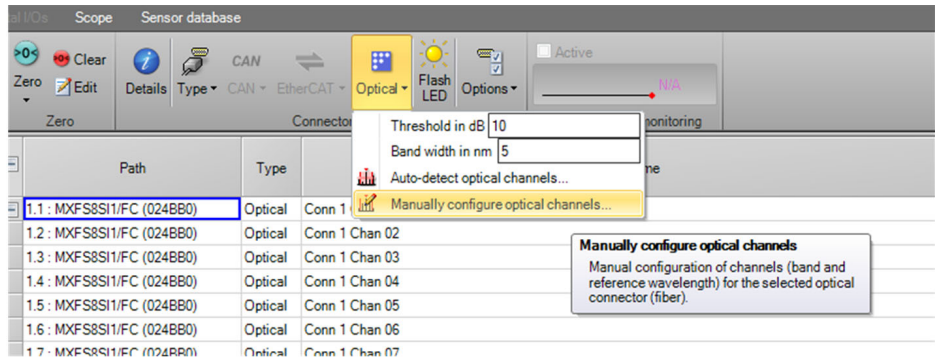 Scope Sensor database
>0< Clear
Zero Edit
Details Type CAN CAN EtherCAT Optical Flash LED Options Active N/A
Zero
Threshold in dB 10
Band width in nm 5
Auto-detect optical channels...
Manually configure optical channels...
Path Type
1.1 : MXFS8SI1/FC (024BB0) Optical Conn 1
1.2 : MXFS8SI1/FC (024BB0) Optical Conn 1 Chan 02
1.3 : MXFS8SI1/FC (024BB0) Optical Conn 1 Chan 03
1.4 : MXFS8SI1/FC (024BB0) Optical Conn 1 Chan 04
1.5 : MXFS8SI1/FC (024BB0) Optical Conn 1 Chan 05
1.6 : MXFS8SI1/FC (024BB0) Optical Conn 1 Chan 06
1.7 : MXFS8SI1/FC (024BB0) Optical Conn 1 Chan 07
Manually configure optical channels
Manual configuration of channels (band and
reference wavelength) for the selected optical
connector (fiber).